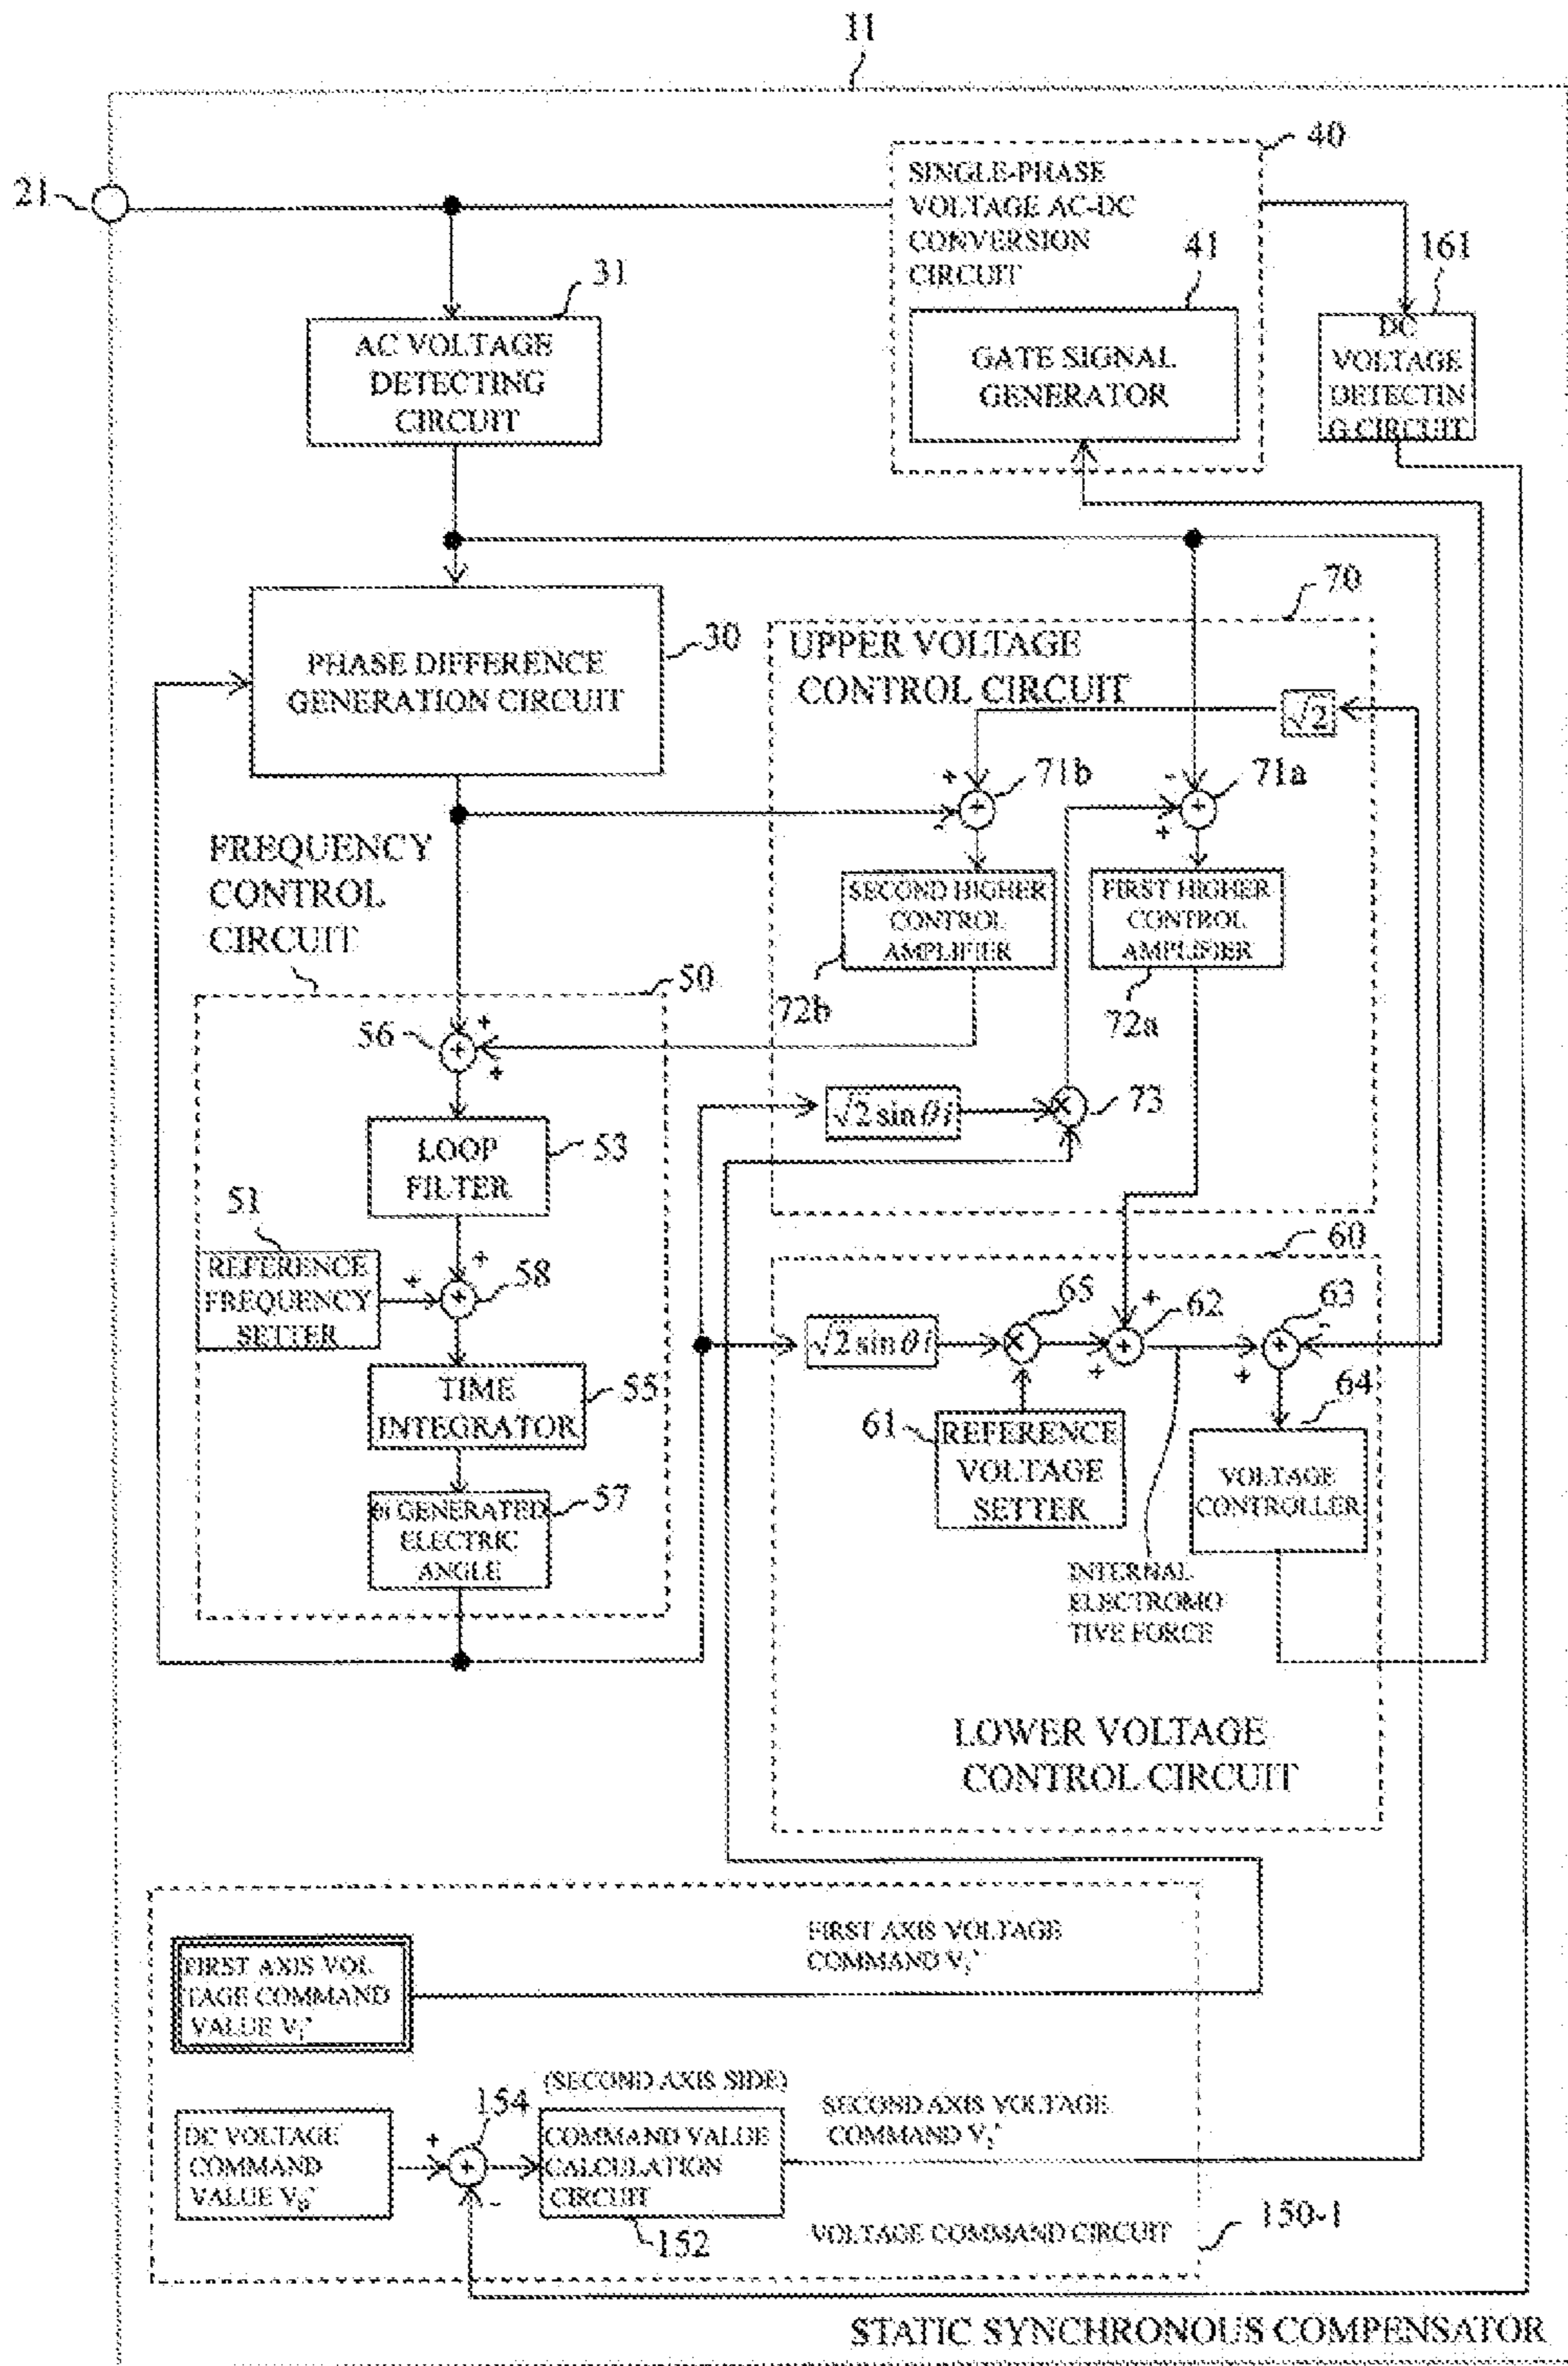 11
40
21
SINGLE-PHASE
VOLTAGE AC-DC
CONVERSION
CIRCUIT
41
161
31
AC VOLTAGE
DETECTING
CIRCUIT
GATE SIGNAL
GENERATOR
DC
VOLTAGE
DETECTIN
G CIRCUIT
70
30
PHASE DIFFERENCE
GENERATION CIRCUIT
UPPER VOLTAGE
CONTROL CIRCUIT
√2
+ 71b
- 71a
+
-
+
+
FREQUENCY
CONTROL
CIRCUIT
SECOND HIGHER
CONTROL
AMPLIFIER
FIRST HIGHER
CONTROL
AMPLIFIER
50
72b
72a
56
+
+
+
√2 sin θi
×
73
LOOP
FILTER
53
51
60
REFERENCE
FREQUENCY
SETTER
+
+
+
58
65
+
62
63
√2 sin θi
×
+
+
+
+
-
TIME
INTEGRATOR
55
61
REFERENCE
VOLTAGE
SETTER
64
VOLTAGE
CONTROLLER
θi GENERATED
ELECTRIC
ANGLE
57
INTERNAL
ELECTROMO
TIVE FORCE
LOWER VOLTAGE
CONTROL CIRCUIT
FIRST AXIS VOL
TAGE COMMAND
VALUE
FIRST AXIS VOLTAGE
COMMAND
(SECOND AXIS SIDE)
154
DC VOLTAGE
COMMAND
VALUE
+
+
-
COMMAND VALUE
CALCULATION
CIRCUIT
SECOND AXIS VOLTAGE
COMMAND
152
VOLTAGE COMMAND CIRCUIT
150-1
STATIC SYNCHRONOUS COMPENSATOR